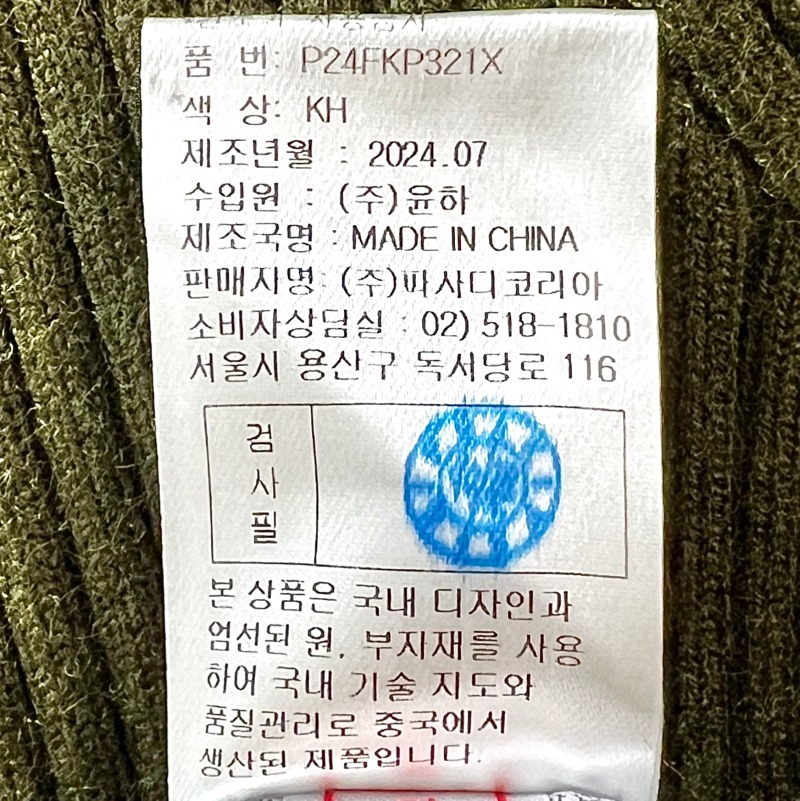 품 번: P24FKP321X
색 상: KH
제조년월 : 2024.07
수입원 : (주)윤하
제조국명 : MADE IN CHINA
판매자명: (주)파사디코리아
소비자상담실 : 02) 518-1810
서울시 용산구 독서당로 116
검
사
필
본 상품은 국내 디자인과
엄선된 원, 부자재를 사용
하여 국내 기술 지도와
품질관리로 중국에서
생산된 제품입니다.